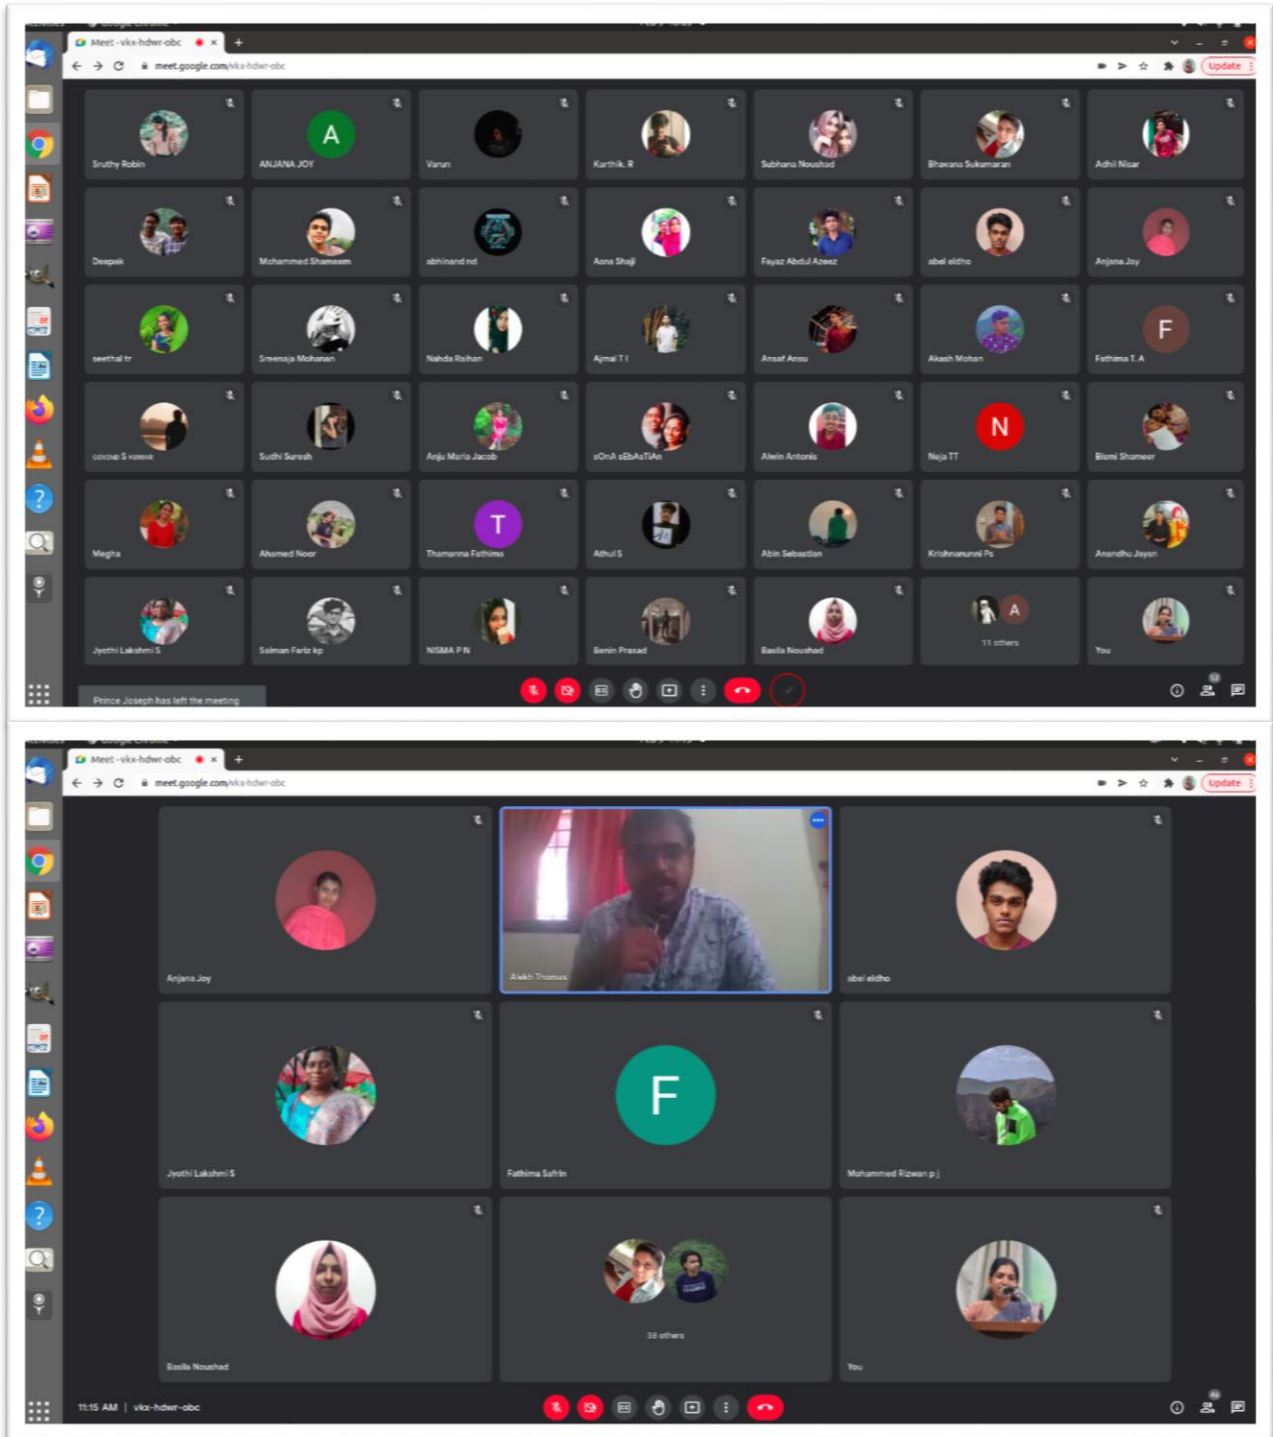 Meet - vkx-hdwr-obc
meet.google.com/vkx-hdwr-obc
Update
A
Sruthy Robin
ANJANA JOY
Varun
Karthik. R
Subhana Noushad
Bhavana Sukumaran
Adhil Nisar
Deepak
Mohammed Shameem
abhinand nd
Asna Shaji
Fayaz Abdul Azeez
abel eldho
Anjana Joy
F
seethal tr
Sreenaja Mohanan
Nahda Raihan
Ajmal T I
Ansaf Ansu
Akash Mohan
Fathima T. A
N
GOVIND S KUMAR
Sudhi Suresh
Anju Maria Jacob
sOnA sEbAsTiAn
Alwin Antonis
Neja TT
Bismi Shameer
T
Megha
Ahamed Noor
Thamanna Fathima
Athul S
Abin Sebastian
Krishnanunni Ps
Anandhu Jayan
A
11 others
Jyothi Lakshmi S
Salman Fariz kp
NISMA P N
Benin Prasad
Basila Noushad
You
Prince Joseph has left the meeting
Meet - vkx-hdwr-obc
meet.google.com/vkx-hdwr-obc
Update
Anjana Joy
Alekh Thomas
abel eldho
F
Jyothi Lakshmi S
Fathima Safrin
Mohammed Rizwan p j
38 others
Basila Noushad
You
11:15 AM | vkx-hdwr-obc